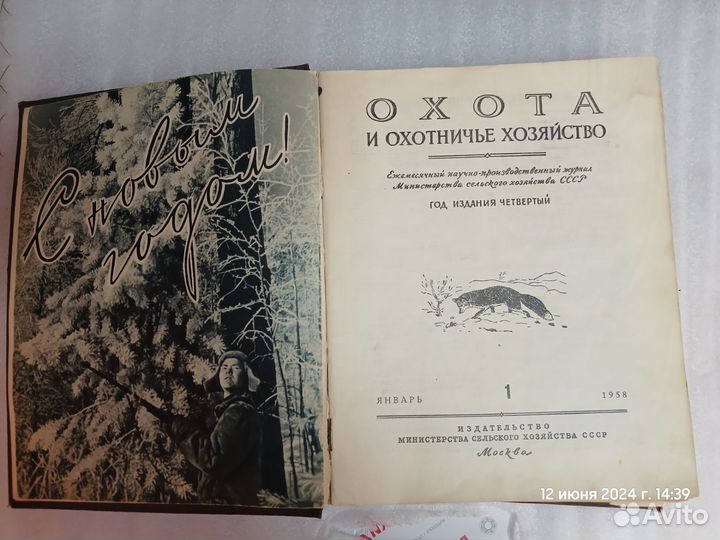 С новым
годом!
ОХОТА
И ОХОТНИЧЬЕ ХОЗЯЙСТВО
Ежемесячный научно-производственный журнал
Министерства сельского хозяйства СССР
ГОД ИЗДАНИЯ ЧЕТВЕРТЫЙ
ЯНВАРЬ 1 1958
ИЗДАТЕЛЬСТВО
МИНИСТЕРСТВА СЕЛЬСКОГО ХОЗЯЙСТВА СССР
Москва
12 июня 2024 г. 14:39
Avito